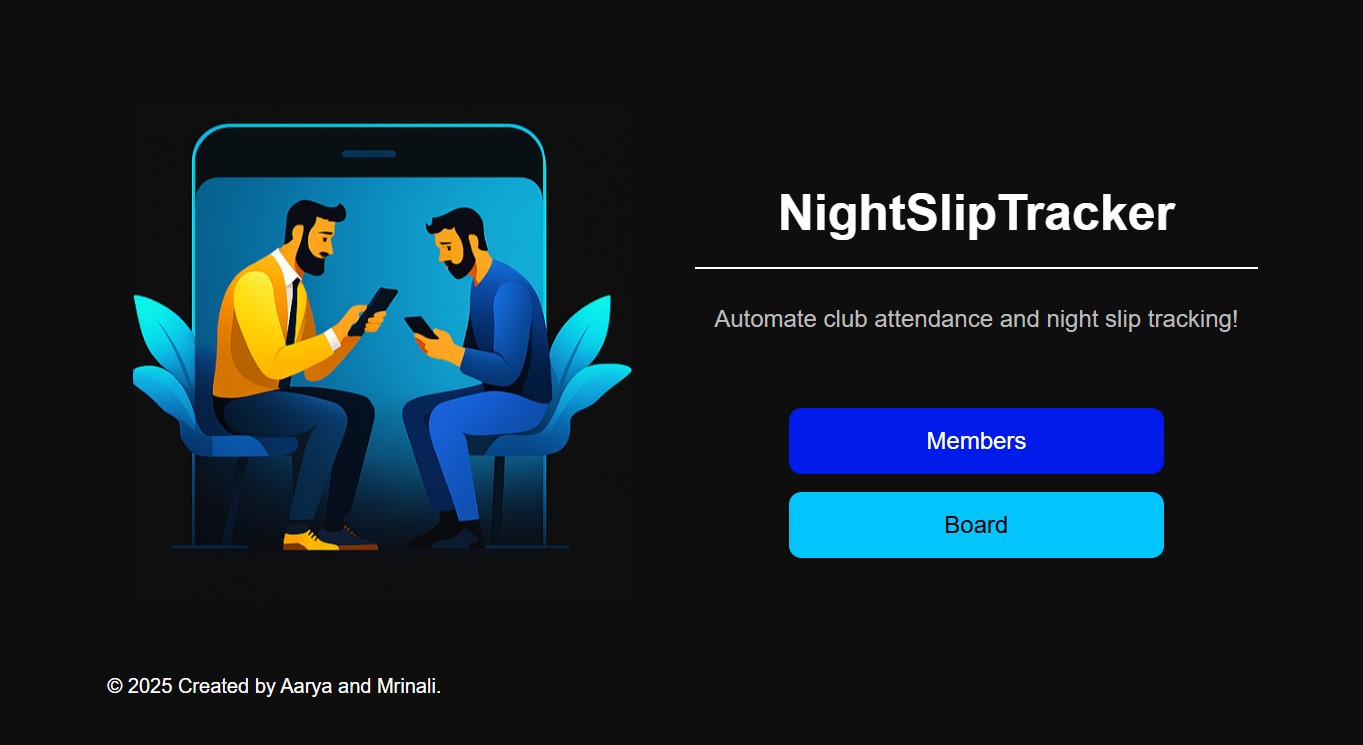 NightSlipTracker
Automate club attendance and night slip tracking!
Members
Board
© 2025 Created by Aarya and Mrinali.